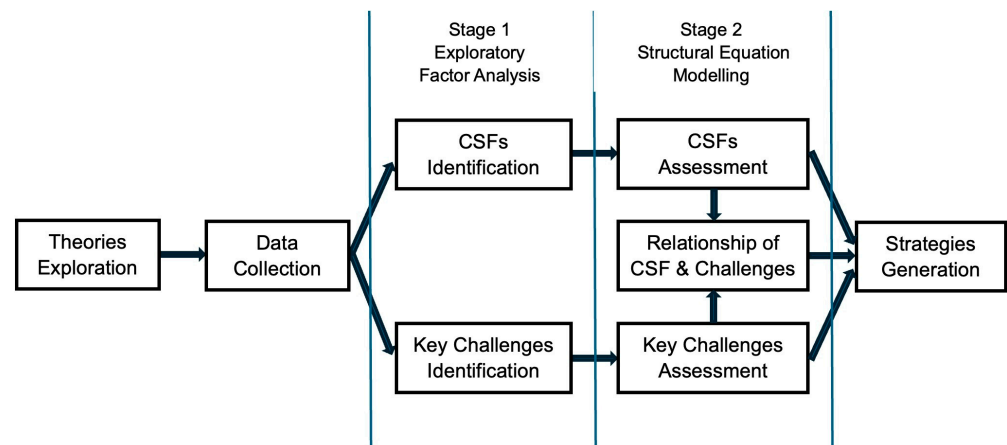 Stage 1
Exploratory
Factor Analysis
Stage 2
Structural Equation
Modelling
CSFs
Identification
CSFs
Assessment
Theories
Exploration
Data
Collection
Relationship of
CSF & Challenges
Strategies
Generation
Key Challenges
Identification
Key Challenges
Assessment